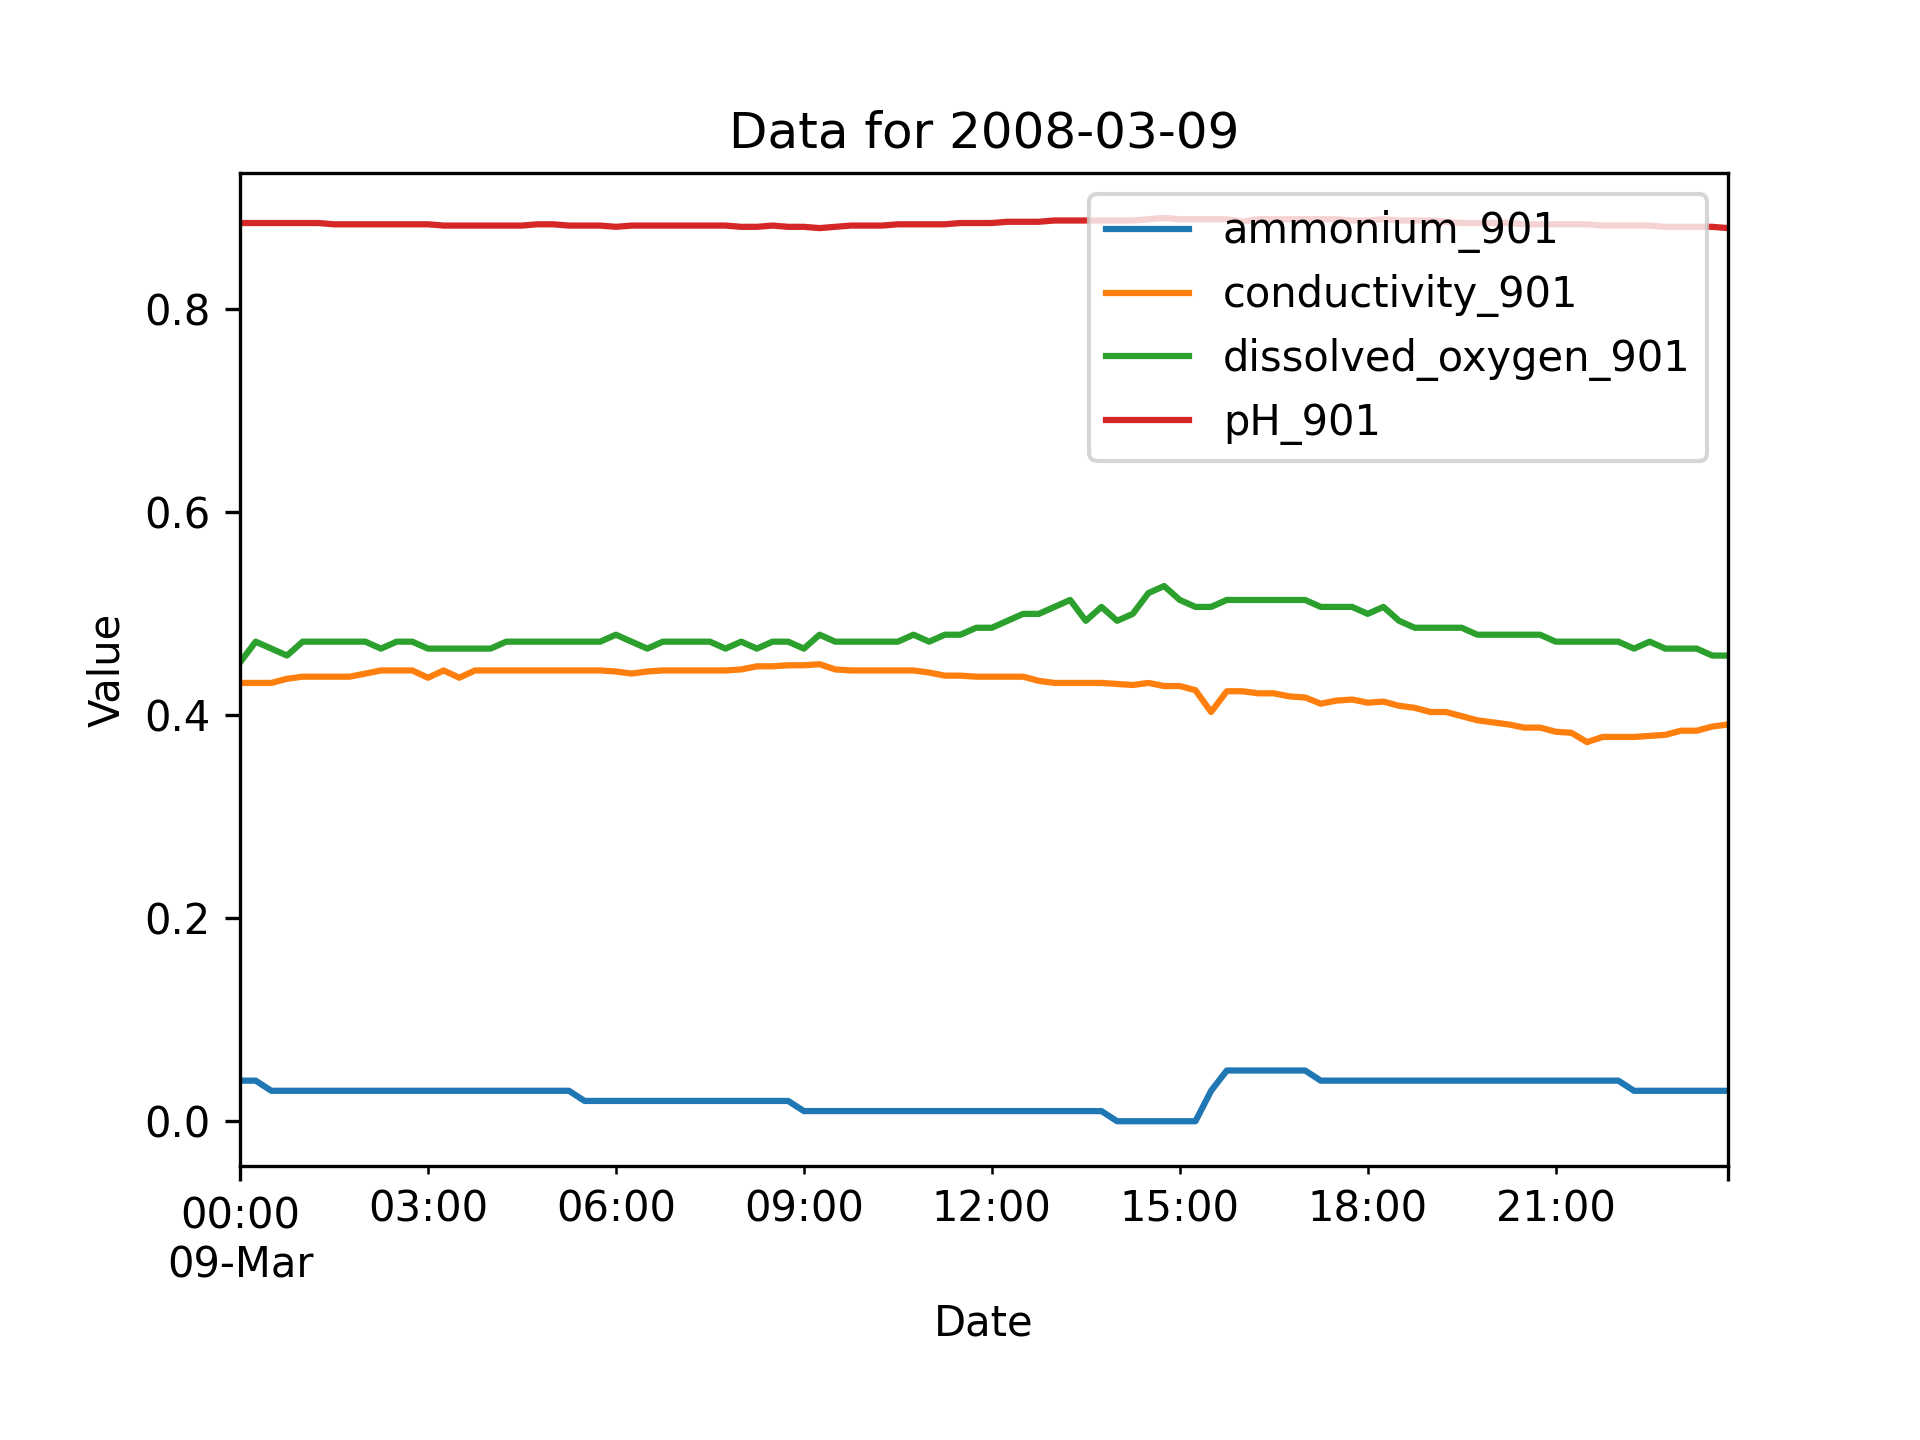 Data for 2008-03-09
ammonium_901
conductivity_901
dissolved_oxygen_901
pH_901
0.8
0.6
0.4
0.2
0.0
Value
00:00 03:00 06:00 09:00 12:00 15:00 18:00 21:00
09-Mar
Date